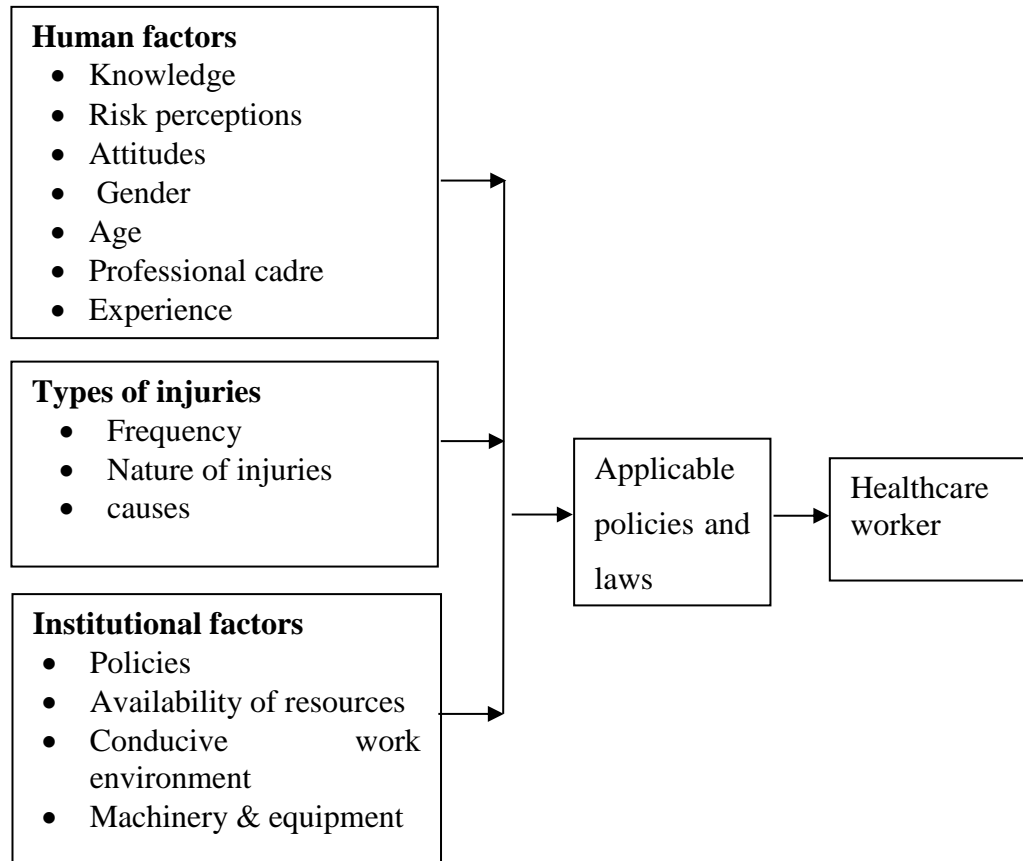 Human factors
• Knowledge
• Risk perceptions
• Attitudes
• Gender
• Age
• Professional cadre
• Experience
Types of injuries
• Frequency
• Nature of injuries
• causes
Institutional factors
• Policies
• Availability of resources
• Conducive work
environment
• Machinery & equipment
Applicable
policies and
laws
Healthcare
worker